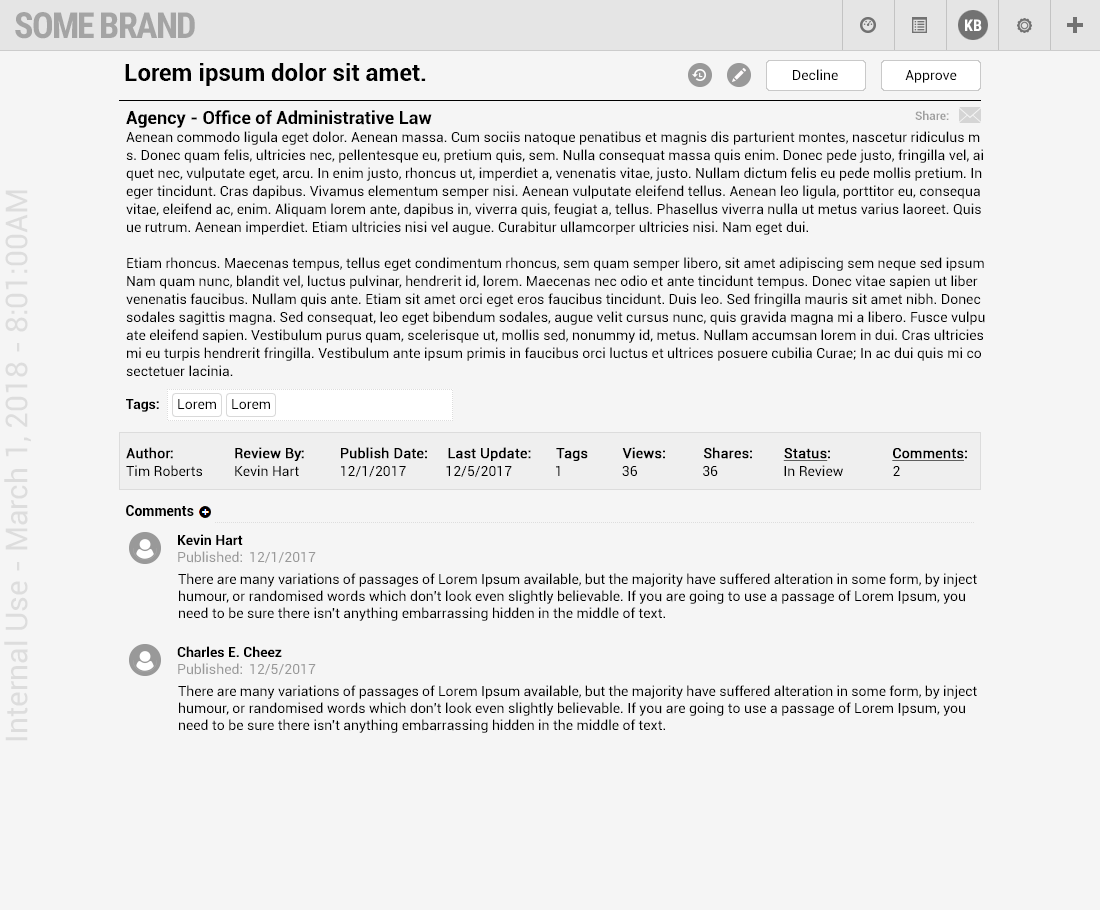 SOME BRAND
KB
Lorem ipsum dolor sit amet.
Decline
Approve
Agency - Office of Administrative Law
Share:
Aenean commodo ligula eget dolor. Aenean massa. Cum sociis natoque penatibus et magnis dis parturient montes, nascetur ridiculus m
s. Donec quam felis, ultricies nec, pellentesque eu, pretium quis, sem. Nulla consequat massa quis enim. Donec pede justo, fringilla vel, ai
quet nec, vulputate eget, arcu. In enim justo, rhoncus ut, imperdiet a, venenatis vitae, justo. Nullam dictum felis eu pede mollis pretium. In
eger tincidunt. Cras dapibus. Vivamus elementum semper nisi. Aenean vulputate eleifend tellus. Aenean leo ligula, porttitor eu, consequa
vitae, eleifend ac, enim. Aliquam lorem ante, dapibus in, viverra quis, feugiat a, tellus. Phasellus viverra nulla ut metus varius laoreet. Quis
ue rutrum. Aenean imperdiet. Etiam ultricies nisi vel augue. Curabitur ullamcorper ultricies nisi. Nam eget dui.
Etiam rhoncus. Maecenas tempus, tellus eget condimentum rhoncus, sem quam semper libero, sit amet adipiscing sem neque sed ipsum
Nam quam nunc, blandit vel, luctus pulvinar, hendrerit id, lorem. Maecenas nec odio et ante tincidunt tempus. Donec vitae sapien ut liber
venenatis faucibus. Nullam quis ante. Etiam sit amet orci eget eros faucibus tincidunt. Duis leo. Sed fringilla mauris sit amet nibh. Donec
sodales sagittis magna. Sed consequat, leo eget bibendum sodales, augue velit cursus nunc, quis gravida magna mi a libero. Fusce vulpu
ate eleifend sapien. Vestibulum purus quam, scelerisque ut, mollis sed, nonummy id, metus. Nullam accumsan lorem in dui. Cras ultricies
mi eu turpis hendrerit fringilla. Vestibulum ante ipsum primis in faucibus orci luctus et ultrices posuere cubilia Curae; In ac dui quis mi co
sectetuer lacinia.
Tags: Lorem Lorem
Author: Review By: Publish Date: Last Update: Tags Views: Shares: Status: Comments:
Tim Roberts Kevin Hart 12/1/2017 12/5/2017 1 36 36 In Review 2
Comments
Kevin Hart
Published: 12/1/2017
There are many variations of passages of Lorem Ipsum available, but the majority have suffered alteration in some form, by inject
humour, or randomised words which don't look even slightly believable. If you are going to use a passage of Lorem Ipsum, you
need to be sure there isn't anything embarrassing hidden in the middle of text.
Charles E. Cheez
Published: 12/5/2017
There are many variations of passages of Lorem Ipsum available, but the majority have suffered alteration in some form, by inject
humour, or randomised words which don't look even slightly believable. If you are going to use a passage of Lorem Ipsum, you
need to be sure there isn't anything embarrassing hidden in the middle of text.
Internal Use - March 1, 2018 - 8:01:00AM